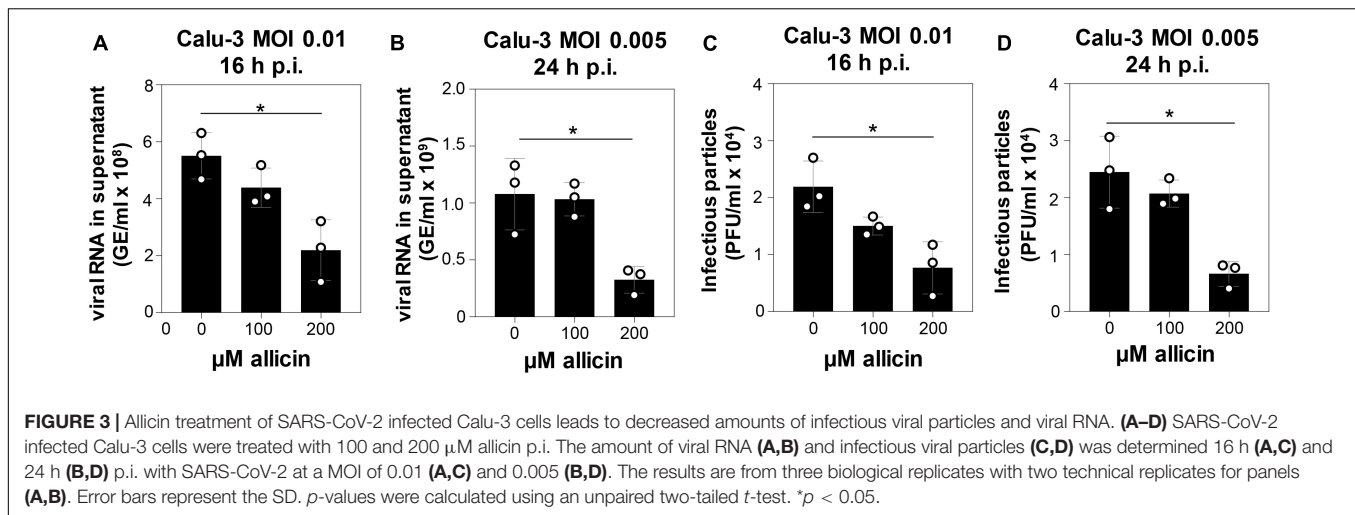 A
Calu-3 MOI 0.01
16 h p.i.
viral RNA in supernatant
(GE/ml x 10⁸)
8
6
4
2
0
*
0
0
100
200
µM allicin
B
Calu-3 MOI 0.005
24 h p.i.
viral RNA in supernatant
(GE/ml x 10⁹)
2.0
1.5
1.0
0.5
0
*
0
100
200
µM allicin
C
Calu-3 MOI 0.01
16 h p.i.
Infectious particles
(PFU/ml x 10⁴)
4
3
2
1
0
*
0
100
200
µM allicin
D
Calu-3 MOI 0.005
24 h p.i.
Infectious particles
(PFU/ml x 10⁴)
4
3
2
1
0
*
0
100
200
µM allicin
FIGURE 3 | Allicin treatment of SARS-CoV-2 infected Calu-3 cells leads to decreased amounts of infectious viral particles and viral RNA. (A–D) SARS-CoV-2
infected Calu-3 cells were treated with 100 and 200 µM allicin p.i. The amount of viral RNA (A,B) and infectious viral particles (C,D) was determined 16 h (A,C) and
24 h (B,D) p.i. with SARS-CoV-2 at a MOI of 0.01 (A,C) and 0.005 (B,D). The results are from three biological replicates with two technical replicates for panels
(A,B). Error bars represent the SD. p-values were calculated using an unpaired two-tailed t-test. *p < 0.05.